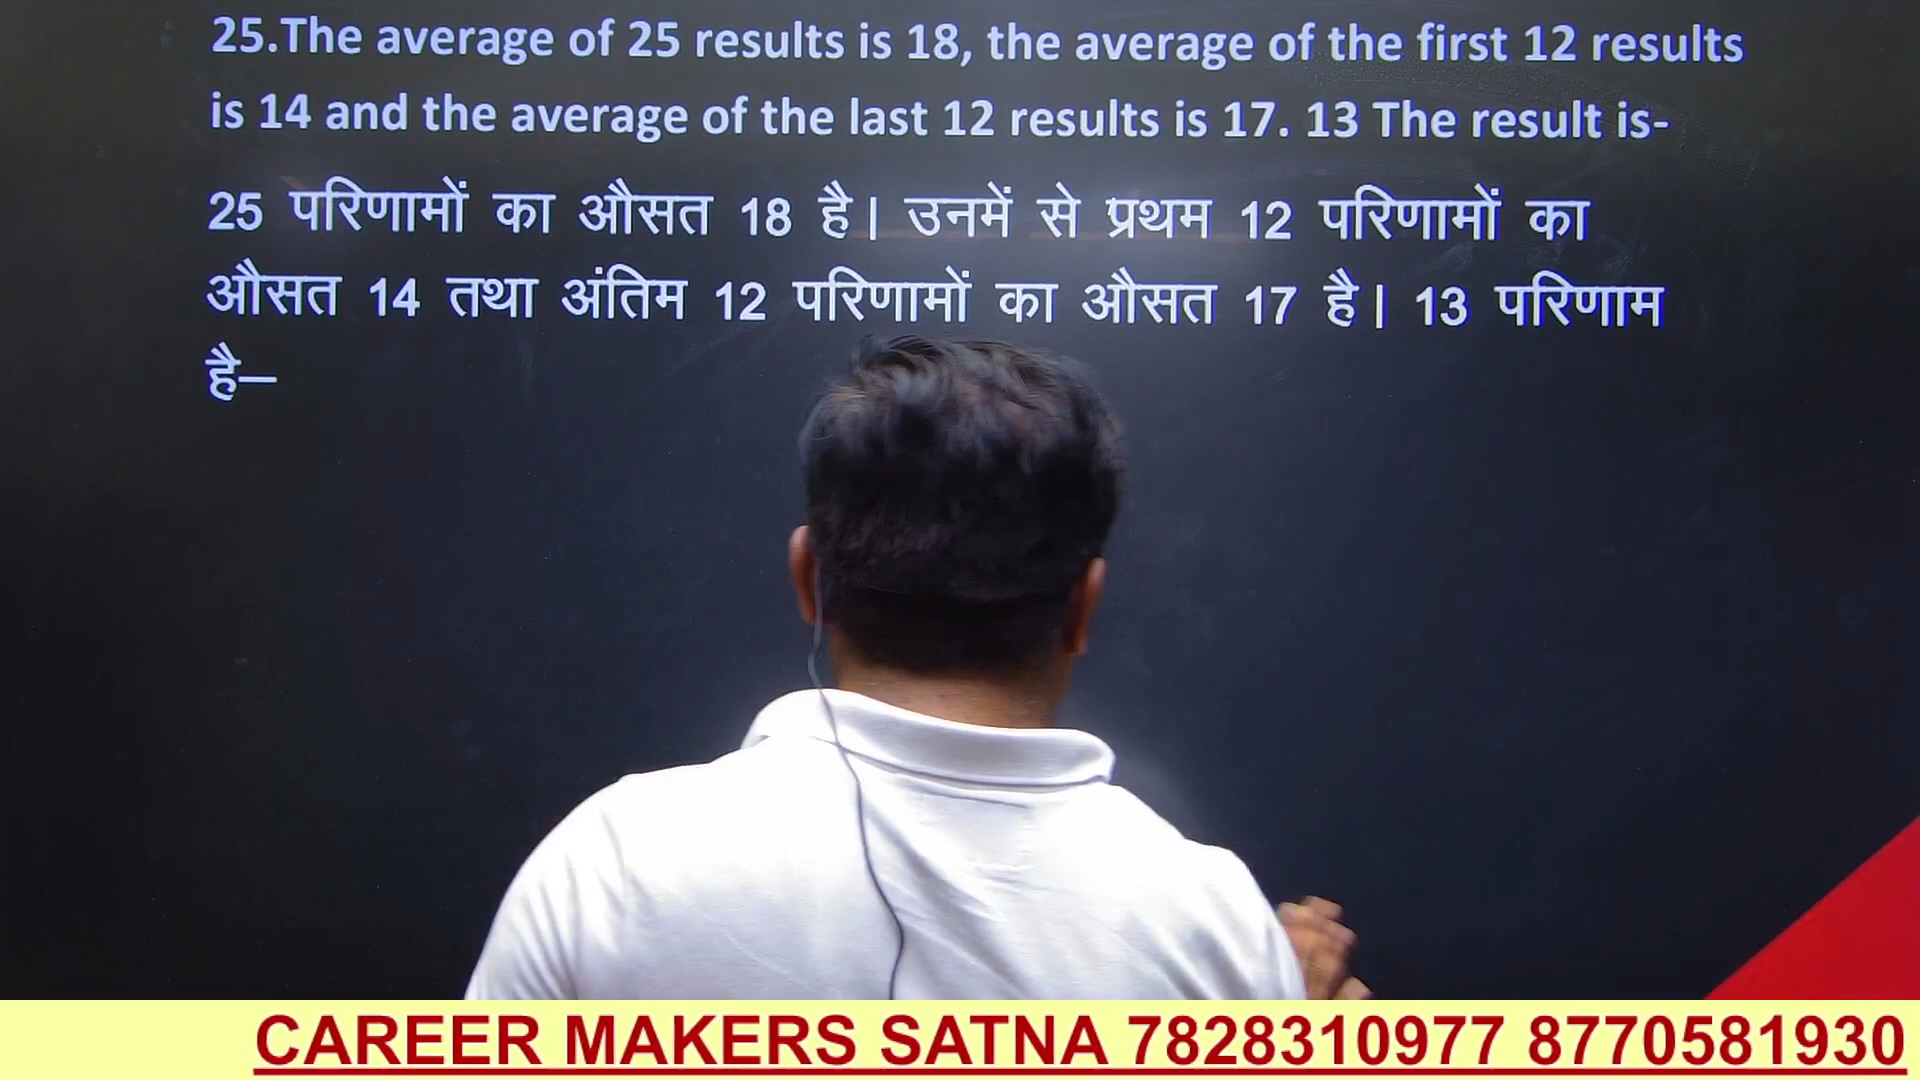 25.The average of 25 results is 18, the average of the first 12 results
is 14 and the average of the last 12 results is 17. 13 The result is-
25 परिणामों का औसत 18 है। उनमें से प्रथम 12 परिणामों का
औसत 14 तथा अंतिम 12 परिणामों का औसत 17 है। 13 परिणाम
है–
CAREER MAKERS SATNA 7828310977 8770581930